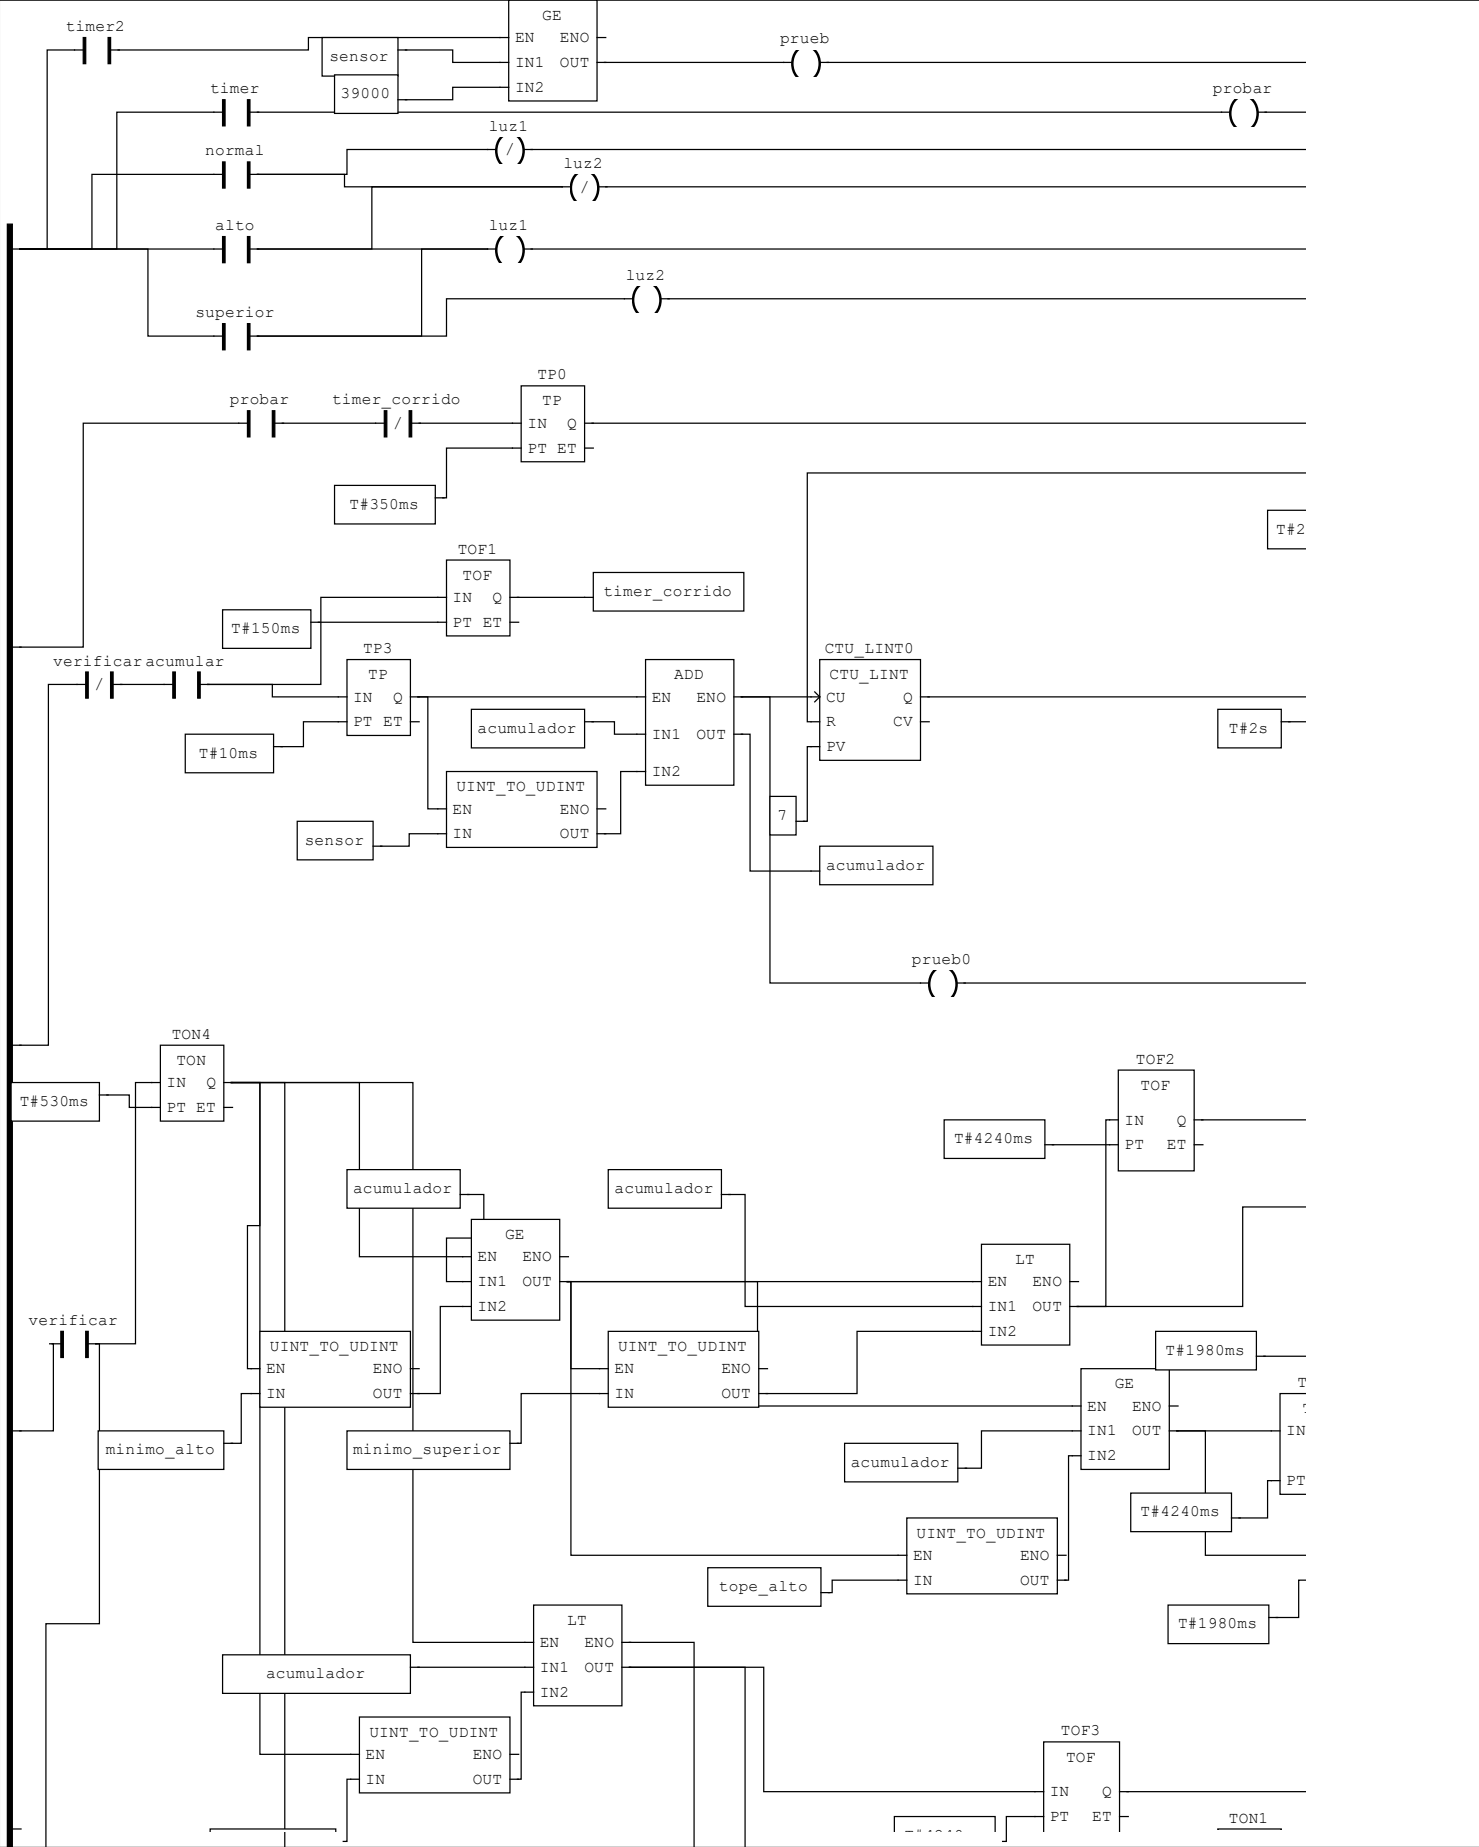 GE
timer2
EN ENO
prueb
sensor
IN1 OUT
IN2
39000
timer
probar
luz1
normal
/
luz2
/
alto
luz1
luz2
superior
TP0
TP
probar
timer_corrido
/
IN Q
PT ET
T#350ms
T#2
TOF1
TOF
IN Q
timer_corrido
T#150ms
PT ET
verificar
acumular
/
TP3
TP
IN Q
PT ET
T#10ms
ADD
EN ENO
acumulador
IN1 OUT
IN2
CTU_LINT0
CTU_LINT
CU Q
R CV
PV
T#2s
UINT_TO_UDINT
EN ENO
IN OUT
sensor
7
acumulador
prueb0
TON4
TON
IN Q
PT ET
T#530ms
TOF2
TOF
IN Q
PT ET
T#4240ms
acumulador
acumulador
GE
EN ENO
IN1 OUT
IN2
LT
EN ENO
IN1 OUT
IN2
verificar
UINT_TO_UDINT
EN ENO
IN OUT
UINT_TO_UDINT
EN ENO
IN OUT
T#1980ms
GE
EN ENO
IN1 OUT
IN2
T
IN
PT
minimo_alto
minimo_superior
acumulador
T#4240ms
UINT_TO_UDINT
EN ENO
IN OUT
tope_alto
T#1980ms
LT
EN ENO
IN1 OUT
IN2
acumulador
UINT_TO_UDINT
EN ENO
IN OUT
TOF3
TOF
IN Q
PT ET
TON1